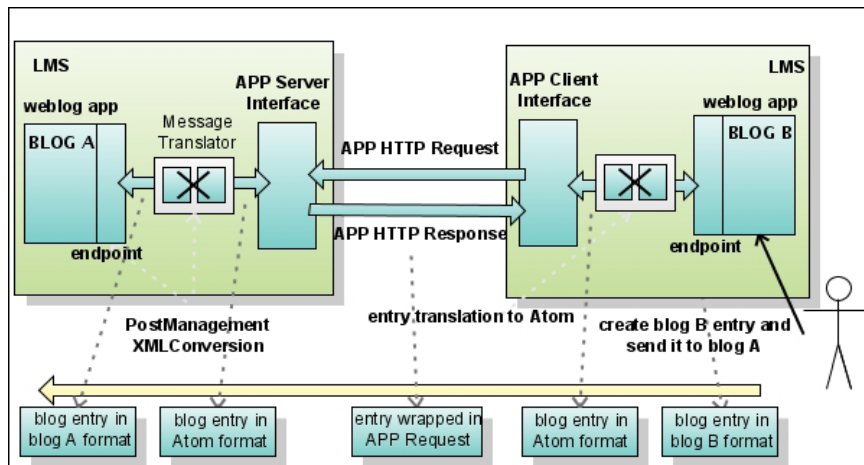 LMS
weblog app
BLOG A
endpoint
Message
Translator
APP Server
Interface
APP HTTP Request
APP HTTP Response
APP Client
Interface
LMS
weblog app
BLOG B
endpoint
PostManagement
XMLConversion
entry translation to Atom
create blog B entry and
send it to blog A
blog entry in
blog A format
blog entry in
Atom format
entry wrapped in
APP Request
blog entry in
Atom format
blog entry in
blog B format